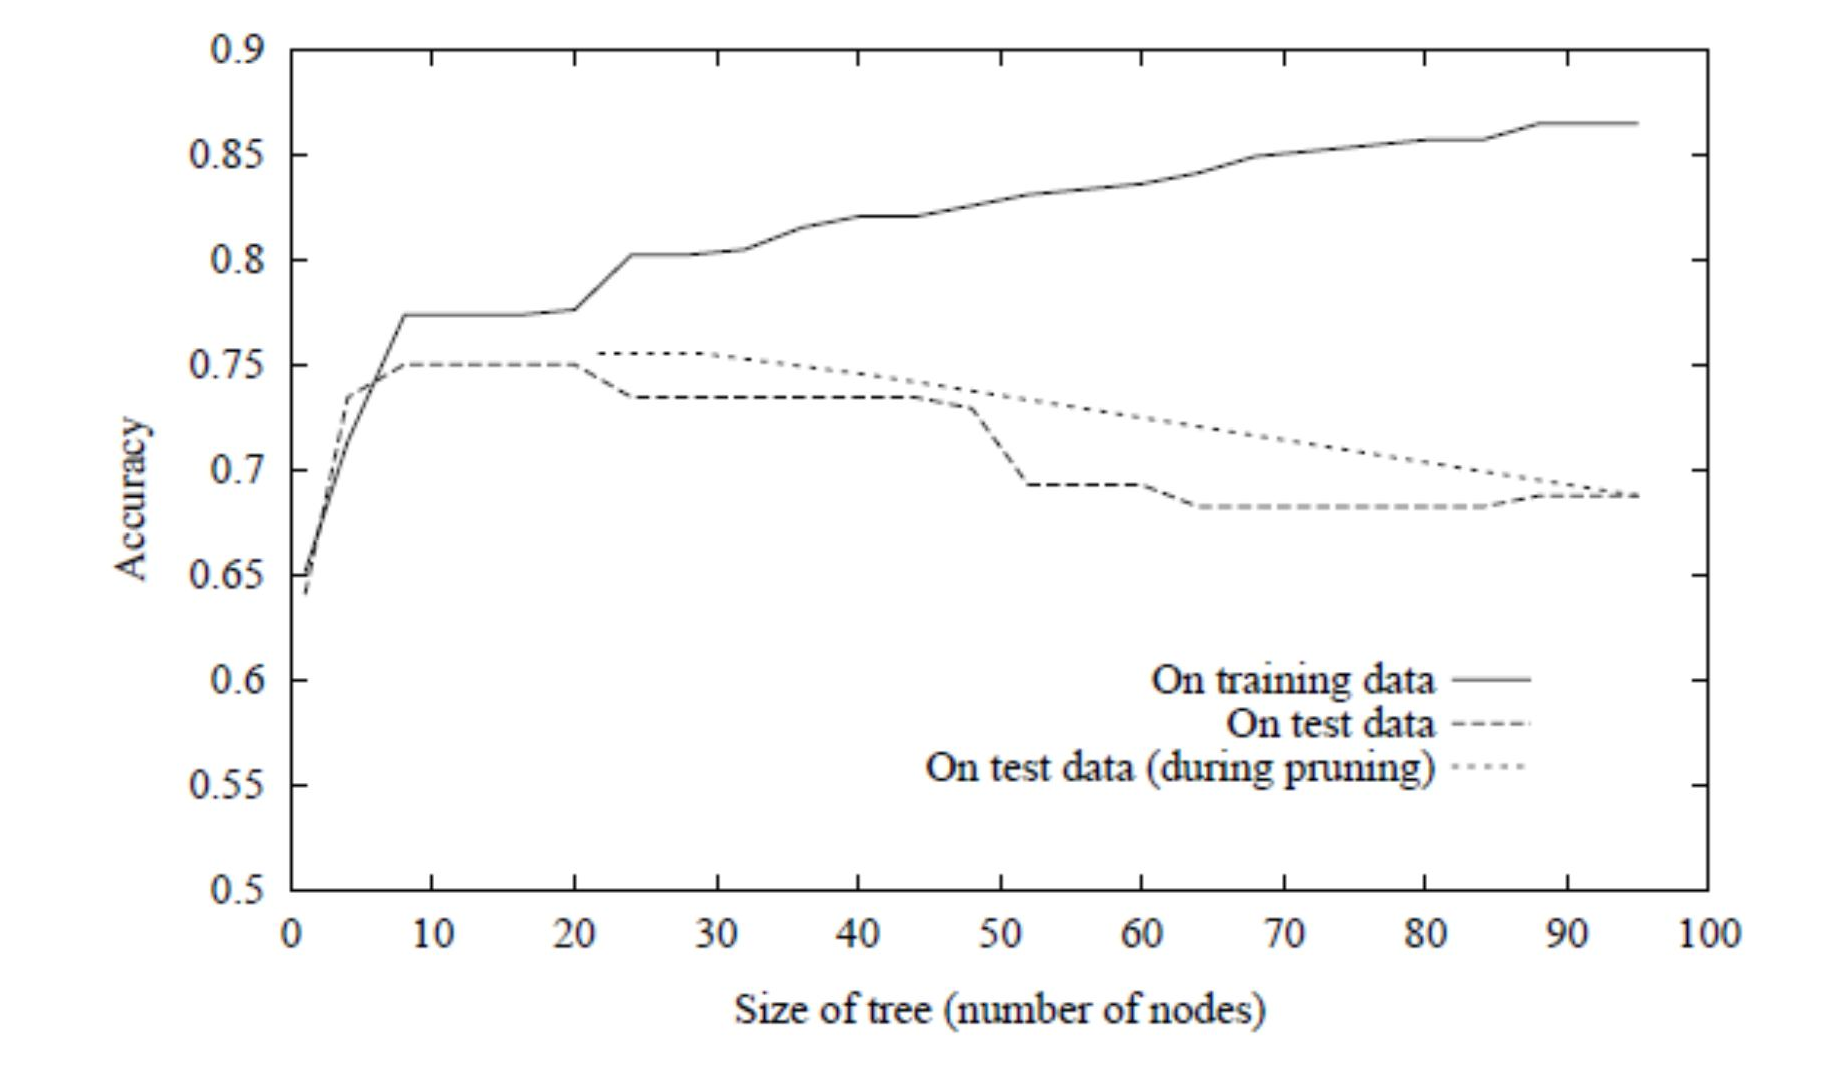 0.9
0.85
0.8
0.75
0.7
0.65
0.6
0.55
0.5
Accuracy
On training data
On test data
On test data (during pruning)
0 10 20 30 40 50 60 70 80 90 100
Size of tree (number of nodes)